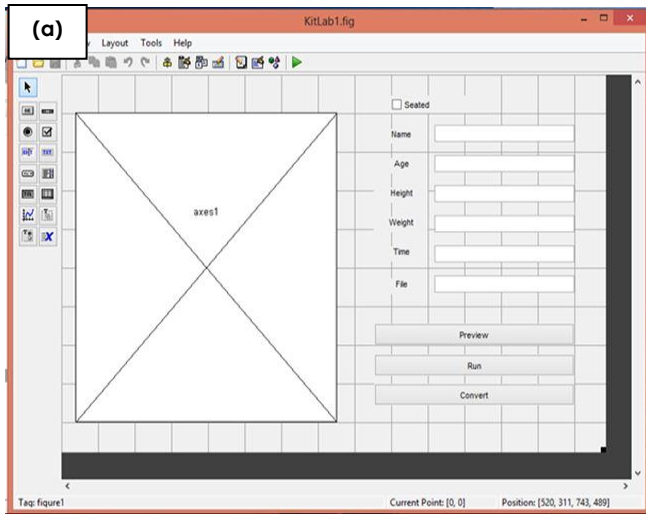 (a)
KitLab1.fig
Layout Tools Help
Seated
Name
axes1
Age
Height
Weight
Time
File
Preview
Run
Convert
Tag: figure1 Current Point: [0, 0] Position: [520, 311, 743, 489]